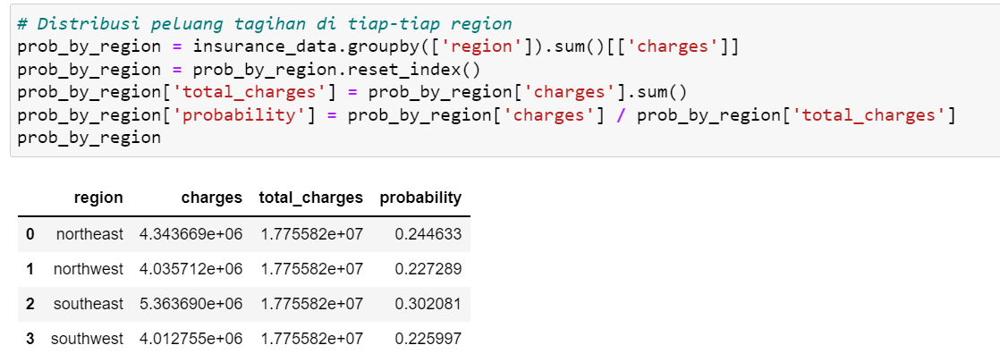 # Distribusi peluang tagihan di tiap-tiap region
prob_by_region = insurance_data.groupby(['region']).sum()[['charges']]
prob_by_region = prob_by_region.reset_index()
prob_by_region['total_charges'] = prob_by_region['charges'].sum()
prob_by_region['probability'] = prob_by_region['charges'] / prob_by_region['total_charges']
prob_by_region
region charges total_charges probability
0 northeast 4.343669e+06 1.775582e+07 0.244633
1 northwest 4.035712e+06 1.775582e+07 0.227289
2 southeast 5.363690e+06 1.775582e+07 0.302081
3 southwest 4.012755e+06 1.775582e+07 0.225997